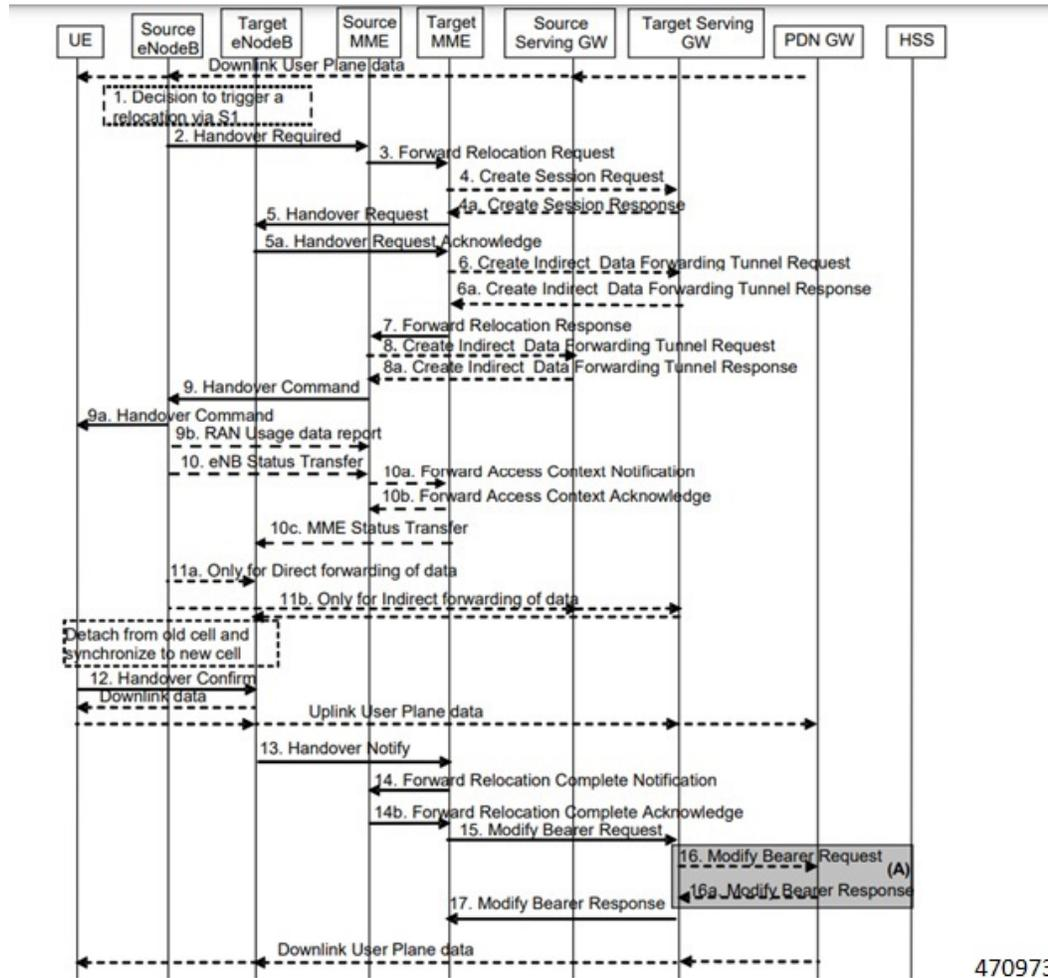 UE
Source
eNodeB
Target
eNodeB
Source
MME
Target
MME
Source
Serving GW
Target Serving
GW
PDN GW
HSS
Downlink User Plane data
1. Decision to trigger a
relocation via S1
2. Handover Required
3. Forward Relocation Request
4. Create Session Request
4a. Create Session Response
5. Handover Request
5a. Handover Request Acknowledge
6. Create Indirect Data Forwarding Tunnel Request
6a. Create Indirect Data Forwarding Tunnel Response
7. Forward Relocation Response
8. Create Indirect Data Forwarding Tunnel Request
8a. Create Indirect Data Forwarding Tunnel Response
9. Handover Command
9a. Handover Command
9b. RAN Usage data report
10. eNB Status Transfer
10a. Forward Access Context Notification
10b. Forward Access Context Acknowledge
10c. MME Status Transfer
11a. Only for Direct forwarding of data
11b. Only for Indirect forwarding of data
Detach from old cell and
synchronize to new cell
12. Handover Confirm
Downlink data
Uplink User Plane data
13. Handover Notify
14. Forward Relocation Complete Notification
14b. Forward Relocation Complete Acknowledge
15. Modify Bearer Request
16. Modify Bearer Request
(A)
16a. Modify Bearer Response
17. Modify Bearer Response
Downlink User Plane data
470973